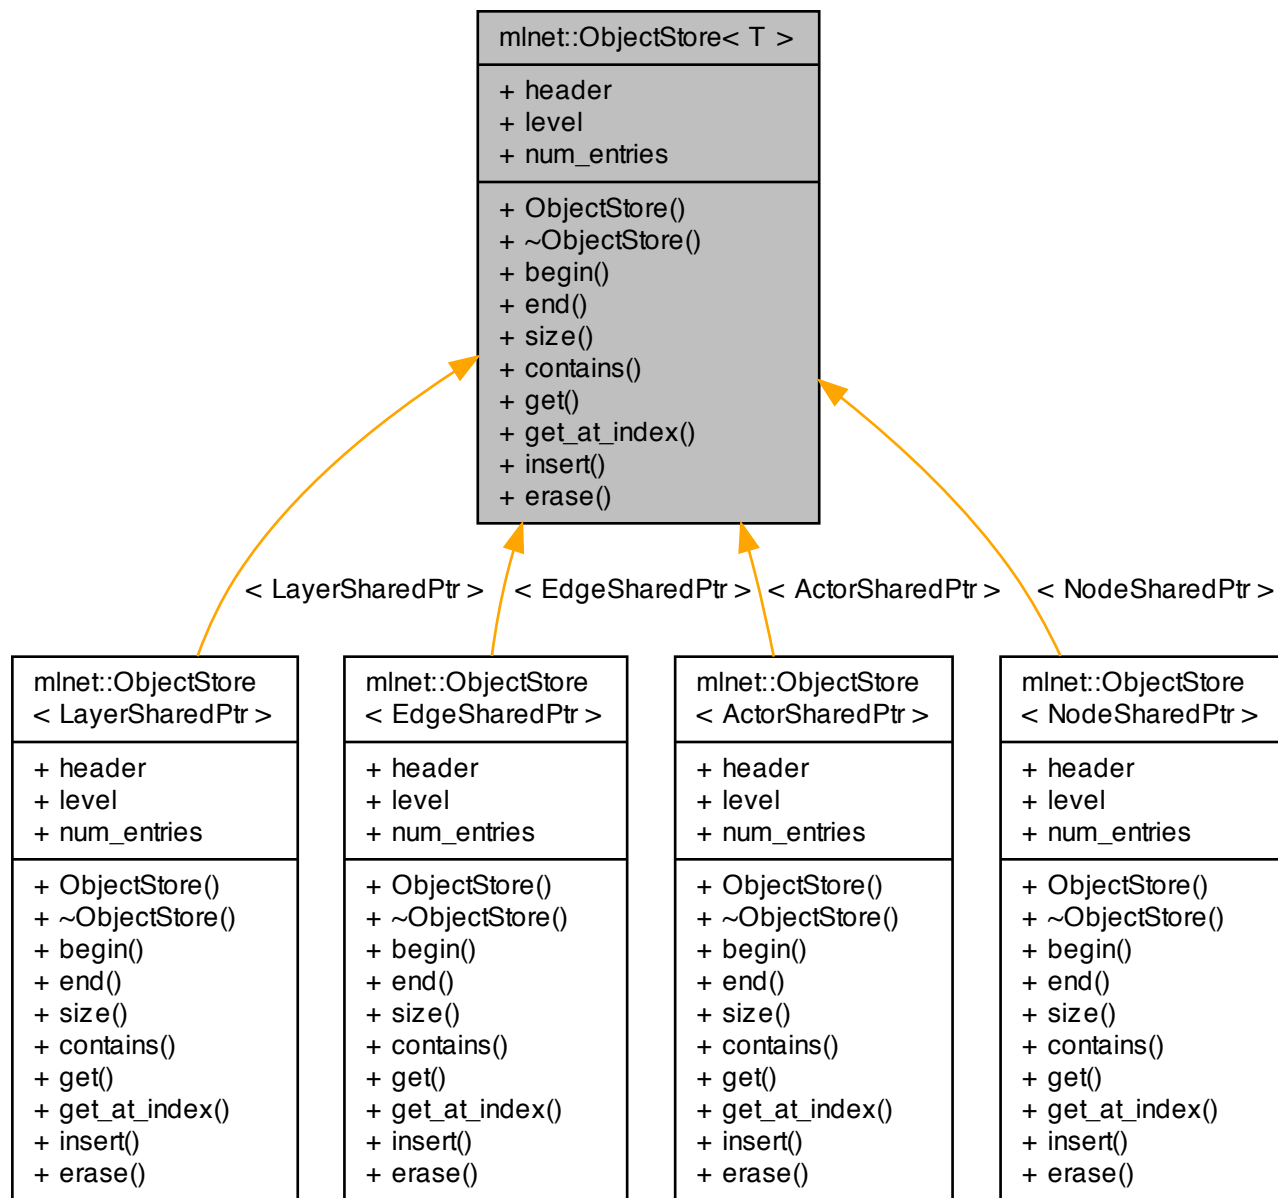 mlnet::ObjectStore< T >
+ header
+ level
+ num_entries
+ ObjectStore()
+ ~ObjectStore()
+ begin()
+ end()
+ size()
+ contains()
+ get()
+ get_at_index()
+ insert()
+ erase()
< LayerSharedPtr >
< EdgeSharedPtr >
< ActorSharedPtr >
< NodeSharedPtr >
mlnet::ObjectStore
< LayerSharedPtr >
+ header
+ level
+ num_entries
+ ObjectStore()
+ ~ObjectStore()
+ begin()
+ end()
+ size()
+ contains()
+ get()
+ get_at_index()
+ insert()
+ erase()
mlnet::ObjectStore
< EdgeSharedPtr >
+ header
+ level
+ num_entries
+ ObjectStore()
+ ~ObjectStore()
+ begin()
+ end()
+ size()
+ contains()
+ get()
+ get_at_index()
+ insert()
+ erase()
mlnet::ObjectStore
< ActorSharedPtr >
+ header
+ level
+ num_entries
+ ObjectStore()
+ ~ObjectStore()
+ begin()
+ end()
+ size()
+ contains()
+ get()
+ get_at_index()
+ insert()
+ erase()
mlnet::ObjectStore
< NodeSharedPtr >
+ header
+ level
+ num_entries
+ ObjectStore()
+ ~ObjectStore()
+ begin()
+ end()
+ size()
+ contains()
+ get()
+ get_at_index()
+ insert()
+ erase()